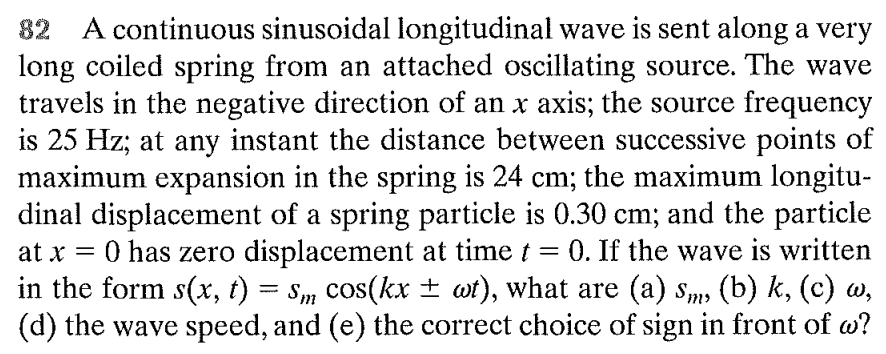 82 A continuous sinusoidal longitudinal wave is sent along a very
long coiled spring from an attached oscillating source. The wave
travels in the negative direction of an x axis; the source frequency
is 25 Hz; at any instant the distance between successive points of
maximum expansion in the spring is 24 cm; the maximum longitu-
dinal displacement of a spring particle is 0.30 cm; and the particle
at x = 0 has zero displacement at time t = 0. If the wave is written
in the form s(x, t) = sₘ cos(kx ± ωt), what are (a) sₘ, (b) k, (c) ω,
(d) the wave speed, and (e) the correct choice of sign in front of ω?